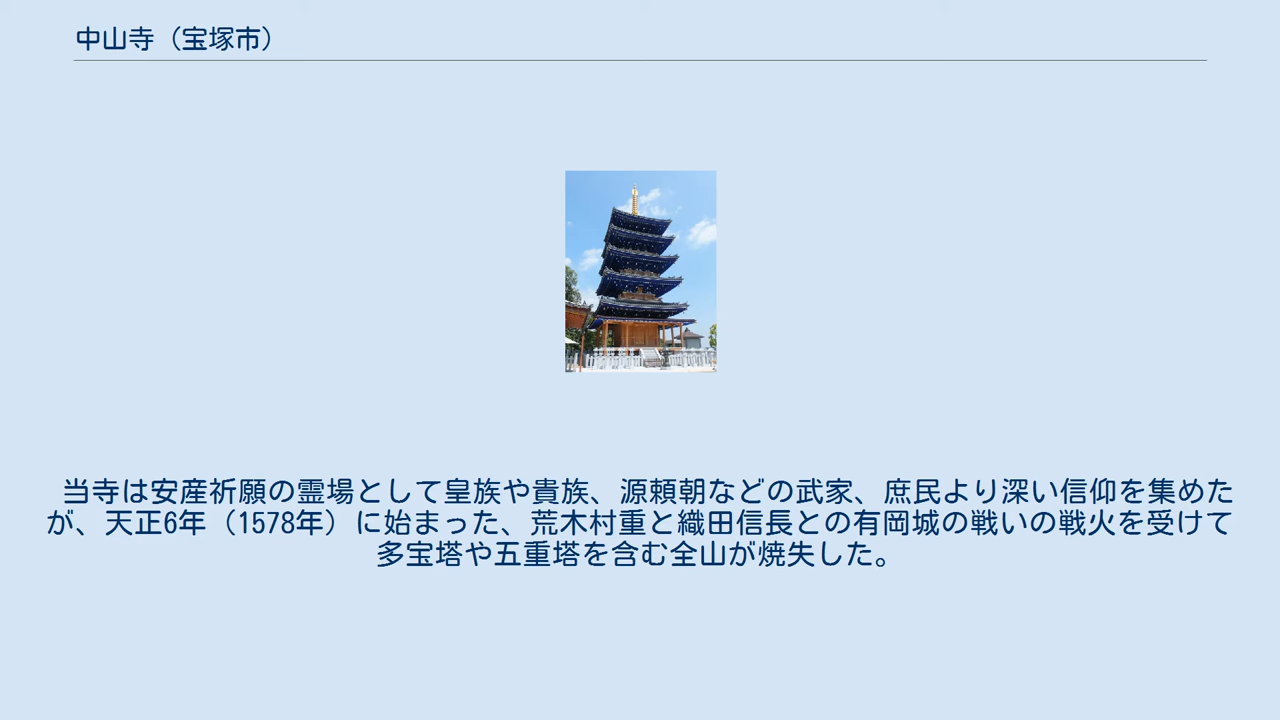 中山寺（宝塚市）
当寺は安産祈願の霊場として皇族や貴族、源頼朝などの武家、庶民より深い信仰を集めた
が、天正6年（1578年）に始まった、荒木村重と織田信長との有岡城の戦いの戦火を受けて
多宝塔や五重塔を含む全山が焼失した。